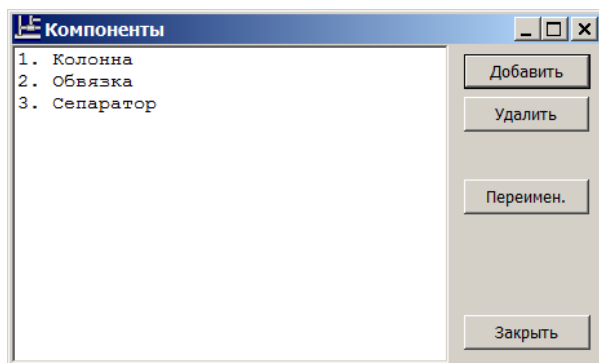 Компоненты
1. Колонна
2. Обвязка
3. Сепаратор
Добавить
Удалить
Переимен.
Закрыть